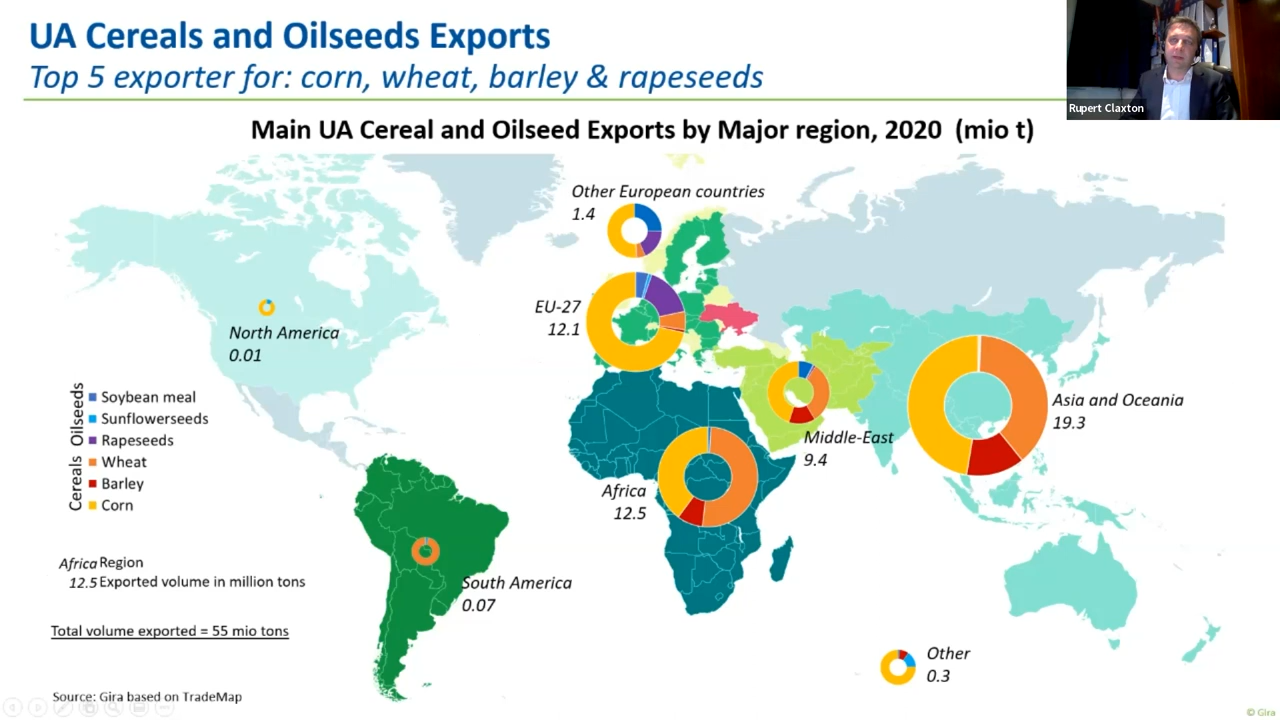 UA Cereals and Oilseeds Exports
Top 5 exporter for: corn, wheat, barley & rapeseeds
Rupert Claxton
Main UA Cereal and Oilseed Exports by Major region, 2020 (mio t)
Other European countries
1.4
EU-27
12.1
North America
0.01
Asia and Oceania
19.3
Middle-East
9.4
Africa
12.5
South America
0.07
Other
0.3
Oilseeds
Soybean meal
Sunflowerseeds
Rapeseeds
Cereals
Wheat
Barley
Corn
Africa Region
12.5 Exported volume in million tons
Total volume exported = 55 mio tons
Source: Gira based on TradeMap
© Gira